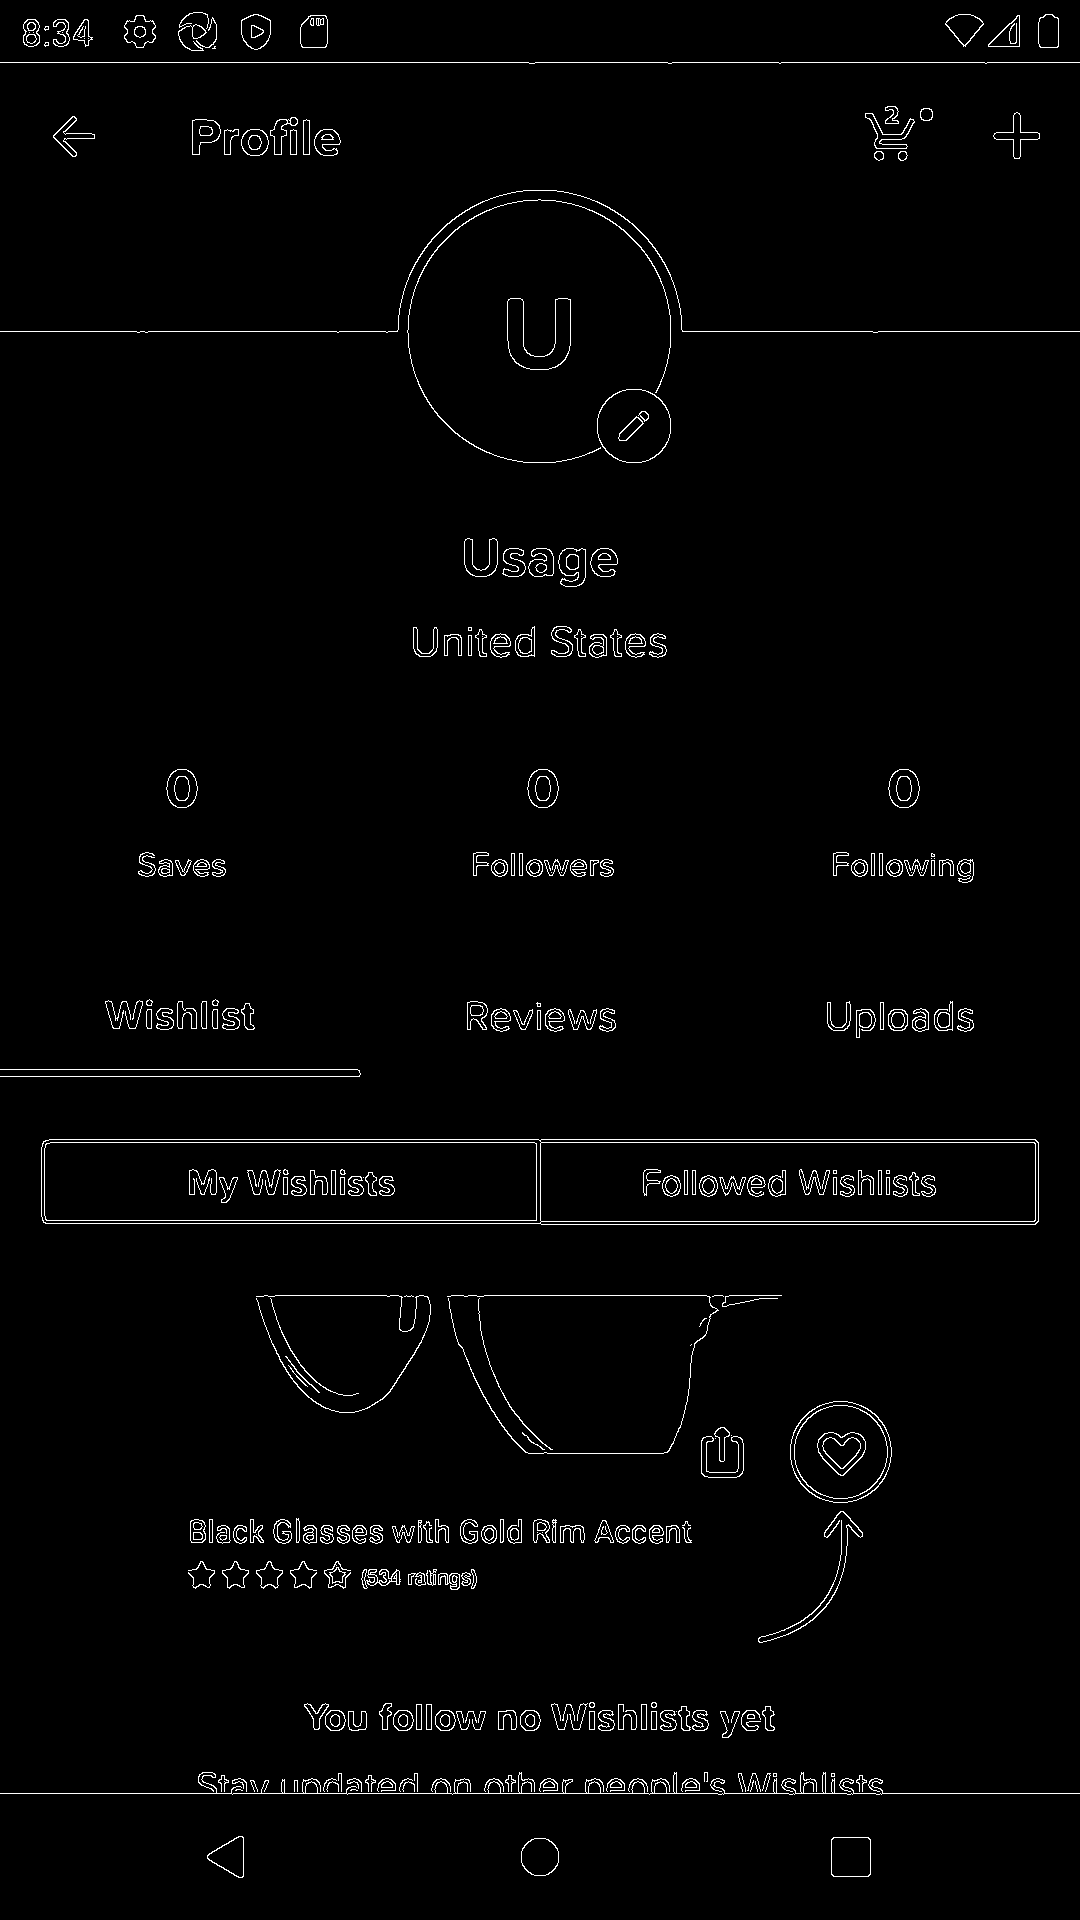 8:34
Profile
2
U
Usage
United States
0 0 0
Saves Followers Following
Wishlist Reviews Uploads
My Wishlists Followed Wishlists
Black Glasses with Gold Rim Accent
(534 ratings)
You follow no Wishlists yet
Stay updated on other people's Wishlists